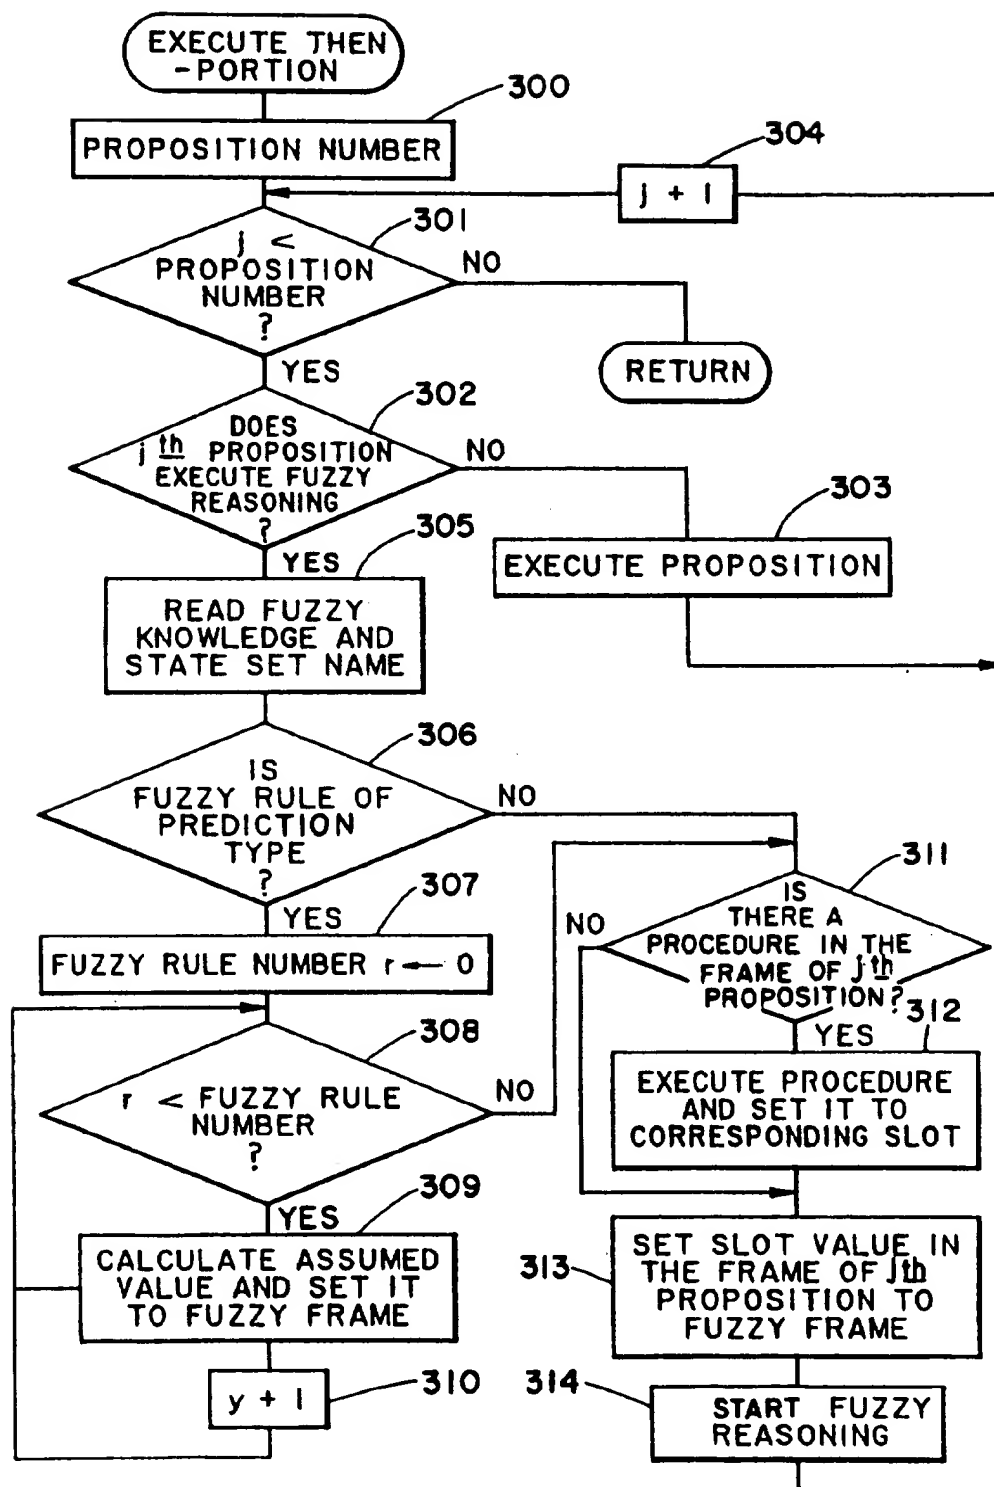 EXECUTE THEN
-PORTION
300
PROPOSITION NUMBER
304
j + 1
301
j <
PROPOSITION
NUMBER
?
NO
YES
RETURN
302
DOES
j th PROPOSITION
EXECUTE FUZZY
REASONING
?
NO
303
EXECUTE PROPOSITION
305
YES
READ FUZZY
KNOWLEDGE AND
STATE SET NAME
306
IS
FUZZY RULE OF
PREDICTION
TYPE
?
NO
307
YES
FUZZY RULE NUMBER r ← 0
308
r < FUZZY RULE
NUMBER
?
NO
309
YES
CALCULATE ASSUMED
VALUE AND SET IT
TO FUZZY FRAME
310
y + 1
311
IS
THERE A
PROCEDURE IN THE
FRAME OF jth
PROPOSITION?
NO
312
YES
EXECUTE PROCEDURE
AND SET IT TO
CORRESPONDING SLOT
313
SET SLOT VALUE IN
THE FRAME OF jth
PROPOSITION TO
FUZZY FRAME
314
START FUZZY
REASONING